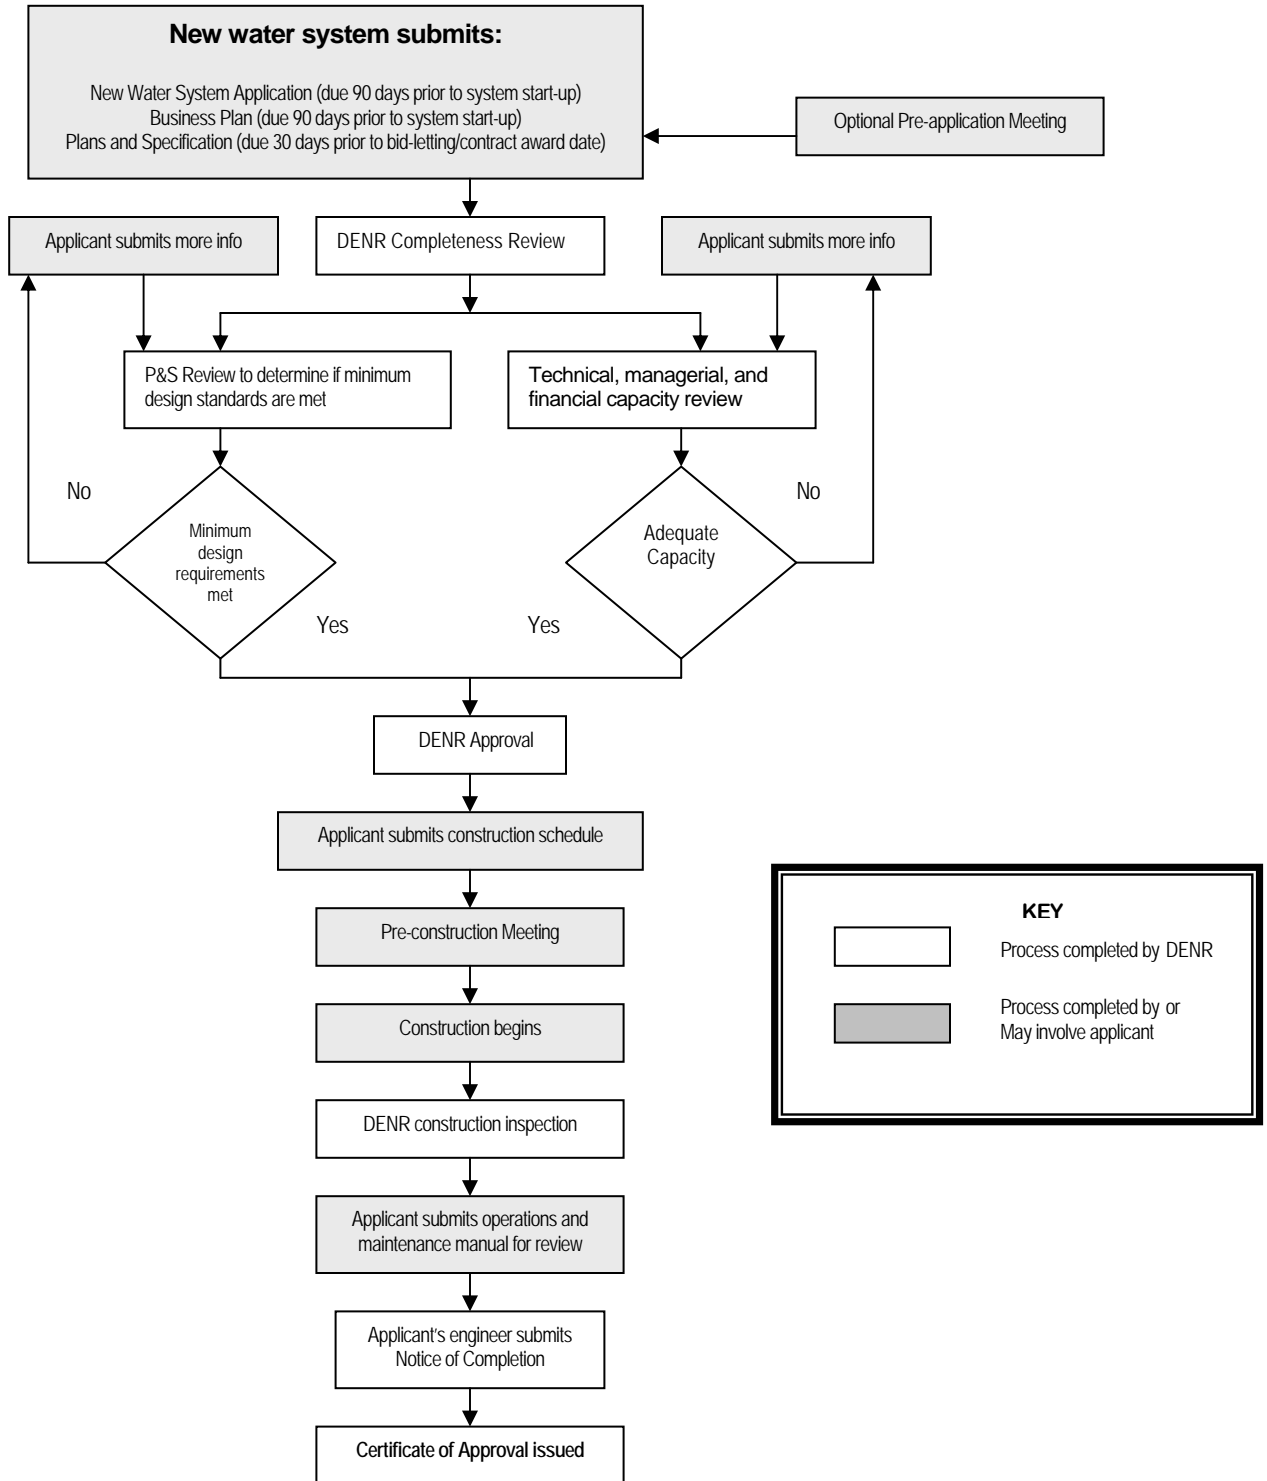 New water system submits:
New Water System Application (due 90 days prior to system start-up)
Business Plan (due 90 days prior to system start-up)
Plans and Specification (due 30 days prior to bid-letting/contract award date)
Optional Pre-application Meeting
Applicant submits more info
DENR Completeness Review
Applicant submits more info
P&S Review to determine if minimum
design standards are met
Technical, managerial, and
financial capacity review
No
Minimum
design
requirements
met
Yes
Adequate
Capacity
No
Yes
DENR Approval
Applicant submits construction schedule
Pre-construction Meeting
Construction begins
DENR construction inspection
Applicant submits operations and
maintenance manual for review
Applicant's engineer submits
Notice of Completion
Certificate of Approval issued
KEY
Process completed by DENR
Process completed by or
May involve applicant